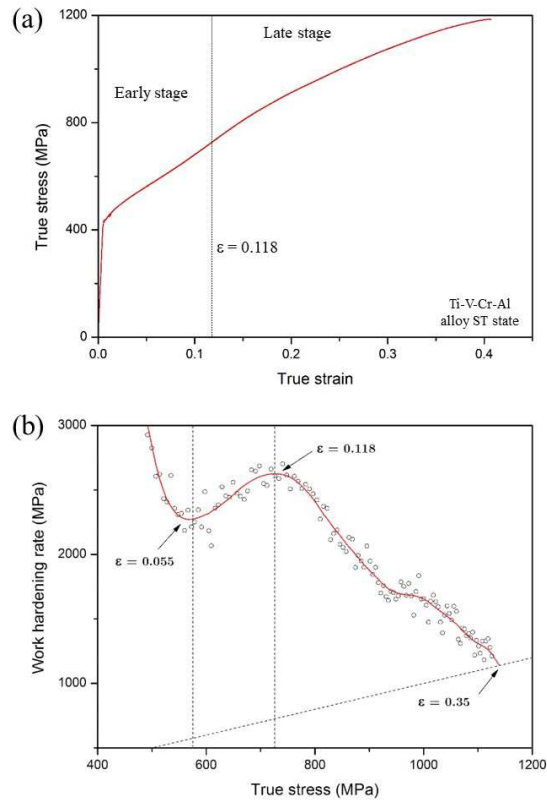 (a)
1200
800
400
0
True stress (MPa)
Early stage
Late stage
ε = 0.118
Ti-V-Cr-Al
alloy ST state
0.0
0.1
0.2
0.3
0.4
True strain
(b)
3000
2000
1000
Work hardening rate (MPa)
ε = 0.118
ε = 0.055
ε = 0.35
400
600
800
1000
1200
True stress (MPa)